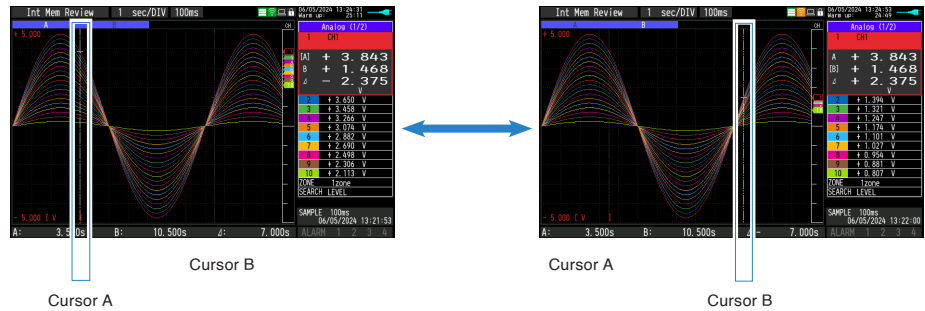 Int Mem Review 1 sec/DIV 100ms 06/05/2024 13:24:31
Warm up: 25:11
A B CH Analog (1/2)
+ 5.000 1 CH1
[A] + 3.843
B + 1.468
Δ - 2.375
V
2 + 3.650 V
3 + 3.458 V
4 + 3.266 V
5 + 3.074 V
6 + 2.882 V
7 + 2.690 V
8 + 2.498 V
9 + 2.306 V
10 + 2.113 V
ZONE 1zone
SEARCH LEVEL
- 5.000 [ V ]
SAMPLE 100ms
06/05/2024 13:21:53
A: 3.500s B: 10.500s Δ: 7.000s ALARM 1 2 3 4
Cursor B
Cursor A
Int Mem Review 1 sec/DIV 100ms 06/05/2024 13:24:53
Warm up: 24:49
A B CH Analog (1/2)
+ 5.000 1 CH1
A + 3.843
[B] + 1.468
Δ - 2.375
V
2 + 1.394 V
3 + 1.321 V
4 + 1.247 V
5 + 1.174 V
6 + 1.101 V
7 + 1.027 V
8 + 0.954 V
9 + 0.881 V
10 + 0.807 V
ZONE 1zone
SEARCH LEVEL
- 5.000 [ V ]
SAMPLE 100ms
06/05/2024 13:22:00
A: 3.500s B: 10.500s Δ - 7.000s ALARM 1 2 3 4
Cursor A
Cursor B